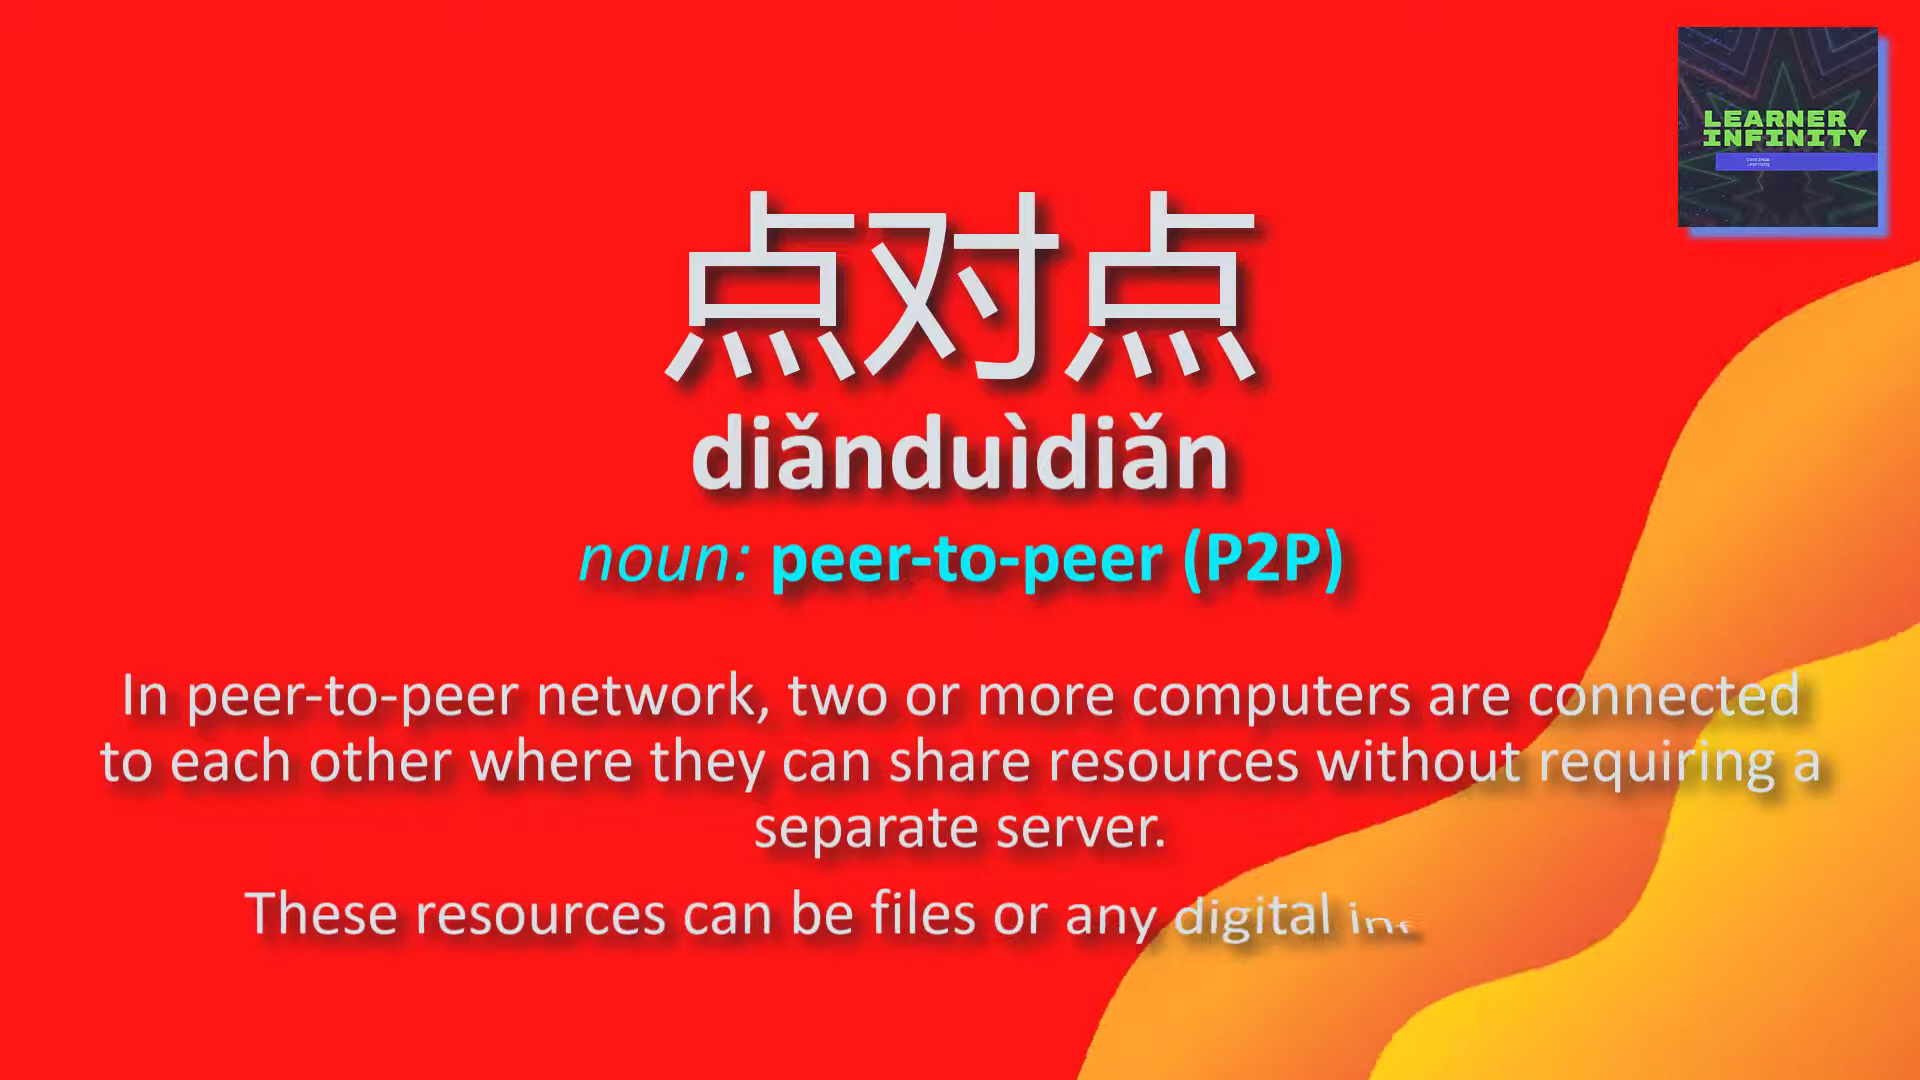 LEARNER
INFINITY
点对点
diǎnduìdiǎn
noun: peer-to-peer (P2P)
In peer-to-peer network, two or more computers are connected
to each other where they can share resources without requiring a
separate server.
These resources can be files or any digital